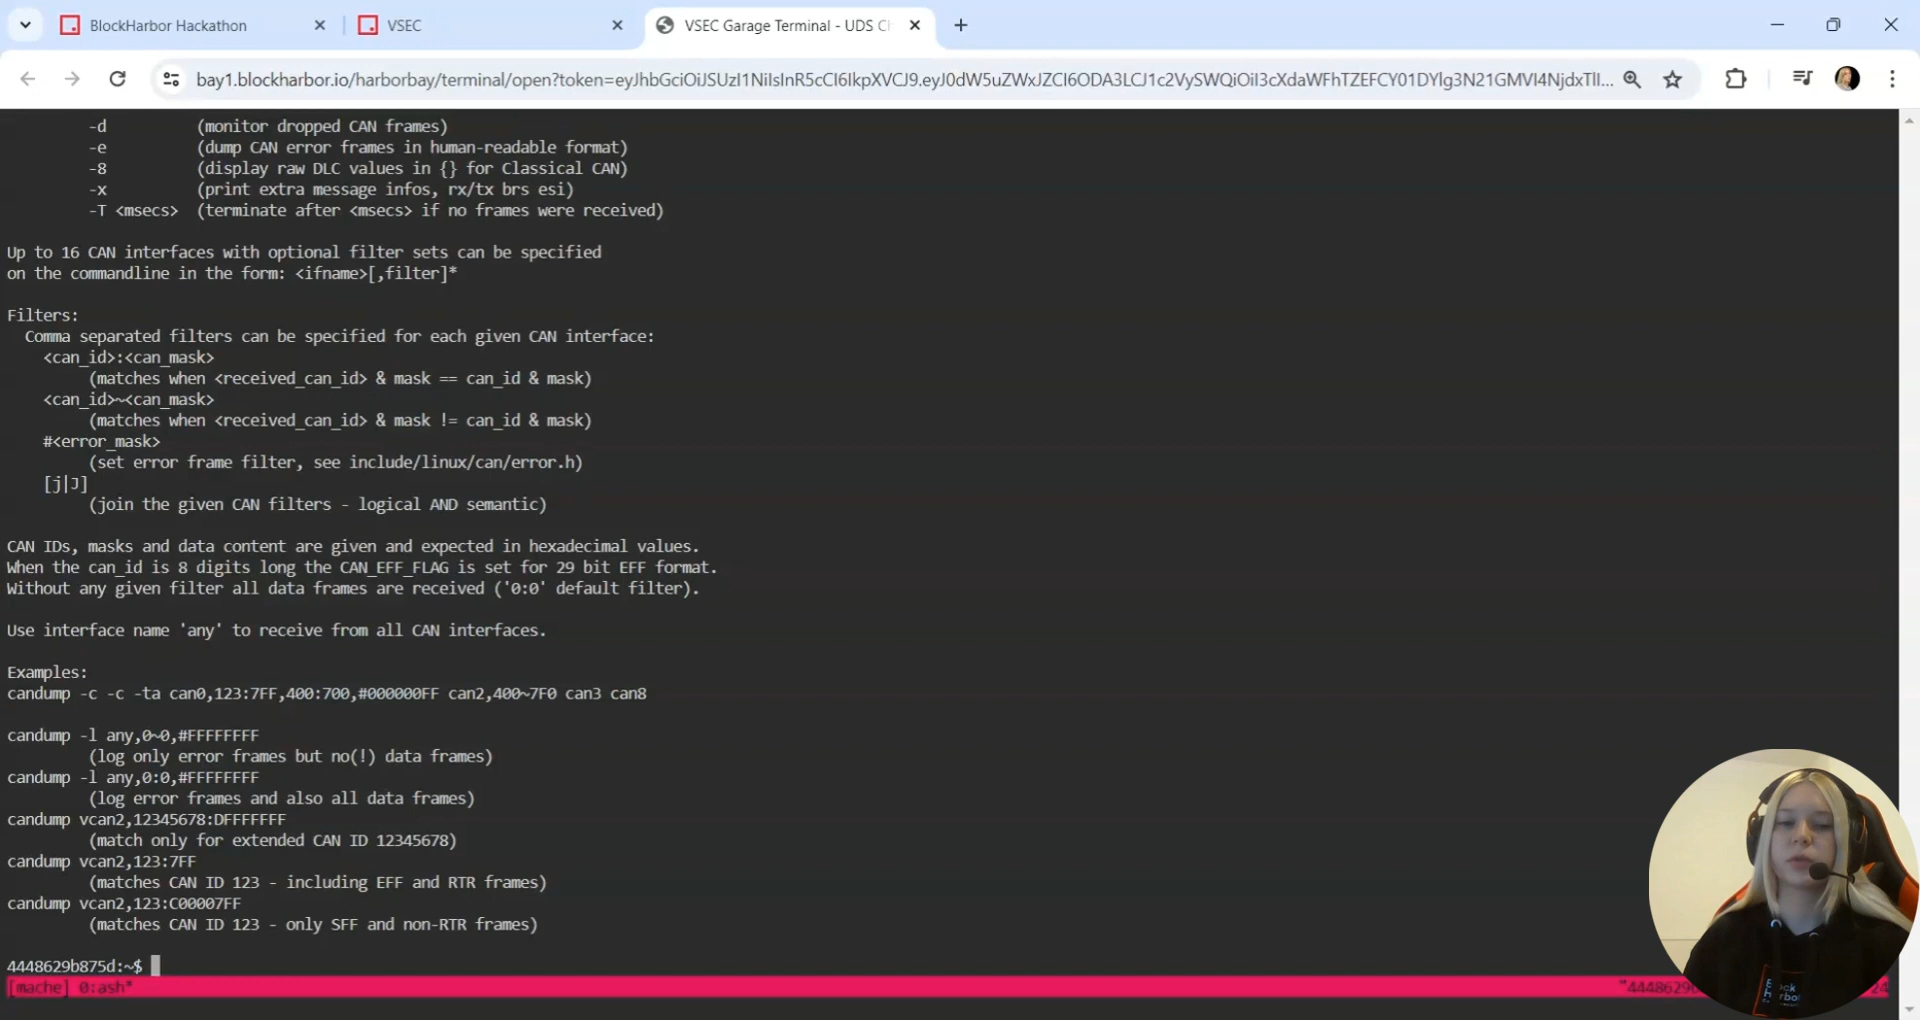 BlockHarbor Hackathon
VSEC
VSEC Garage Terminal - UDS Ch
bay1.blockharbor.io/harborbay/terminal/open?token=eyJhbGciOiJSUzI1NiIsInR5cCI6IkpXVCJ9.eyJ0dW5uZWxJZCI6ODA3LCJ1c2VySWQiOiI3cXdaWFhTZEFCY01DYlg3N21GMVI4NjdxTlI...
-d (monitor dropped CAN frames)
-e (dump CAN error frames in human-readable format)
-8 (display raw DLC values in {} for Classical CAN)
-x (print extra message infos, rx/tx brs esi)
-T <msecs> (terminate after <msecs> if no frames were received)
Up to 16 CAN interfaces with optional filter sets can be specified
on the commandline in the form: <ifname>[,filter]*
Filters:
Comma separated filters can be specified for each given CAN interface:
<can_id>:<can_mask>
(matches when <received_can_id> & mask == can_id & mask)
<can_id>~<can_mask>
(matches when <received_can_id> & mask != can_id & mask)
#<error_mask>
(set error frame filter, see include/linux/can/error.h)
[j|J]
(join the given CAN filters - logical AND semantic)
CAN IDs, masks and data content are given and expected in hexadecimal values.
When the can_id is 8 digits long the CAN_EFF_FLAG is set for 29 bit EFF format.
Without any given filter all data frames are received ('0:0' default filter).
Use interface name 'any' to receive from all CAN interfaces.
Examples:
candump -c -c -ta can0,123:7FF,400:700,#000000FF can2,400~7F0 can3 can8
candump -l any,0~0,#FFFFFFFF
(log only error frames but no(!) data frames)
candump -l any,0:0,#FFFFFFFF
(log error frames and also all data frames)
candump vcan2,12345678:DFFFFFFF
(match only for extended CAN ID 12345678)
candump vcan2,123:7FF
(matches CAN ID 123 - including EFF and RTR frames)
candump vcan2,123:C00007FF
(matches CAN ID 123 - only SFF and non-RTR frames)
4448629b875d:~$
[mache] 0:ash*
"4448629b
24